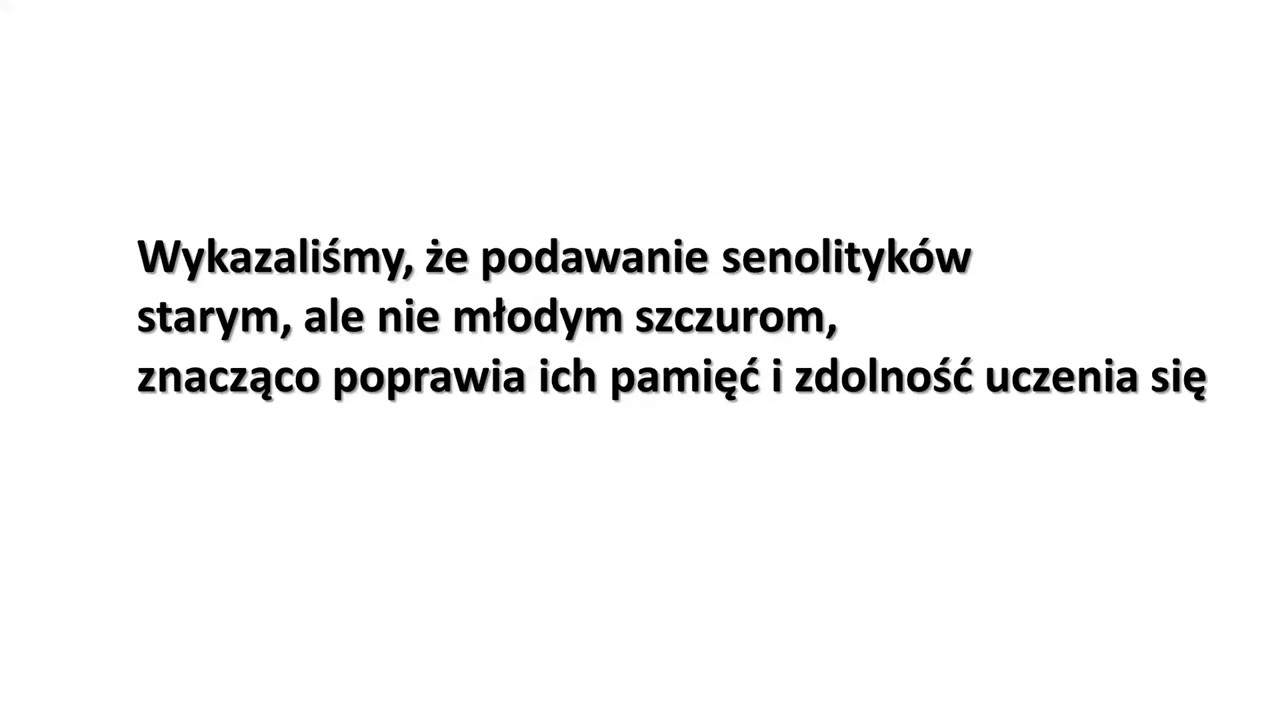 Wykazaliśmy, że podawanie senolityków
starym, ale nie młodym szczurom,
znacząco poprawia ich pamięć i zdolność uczenia się